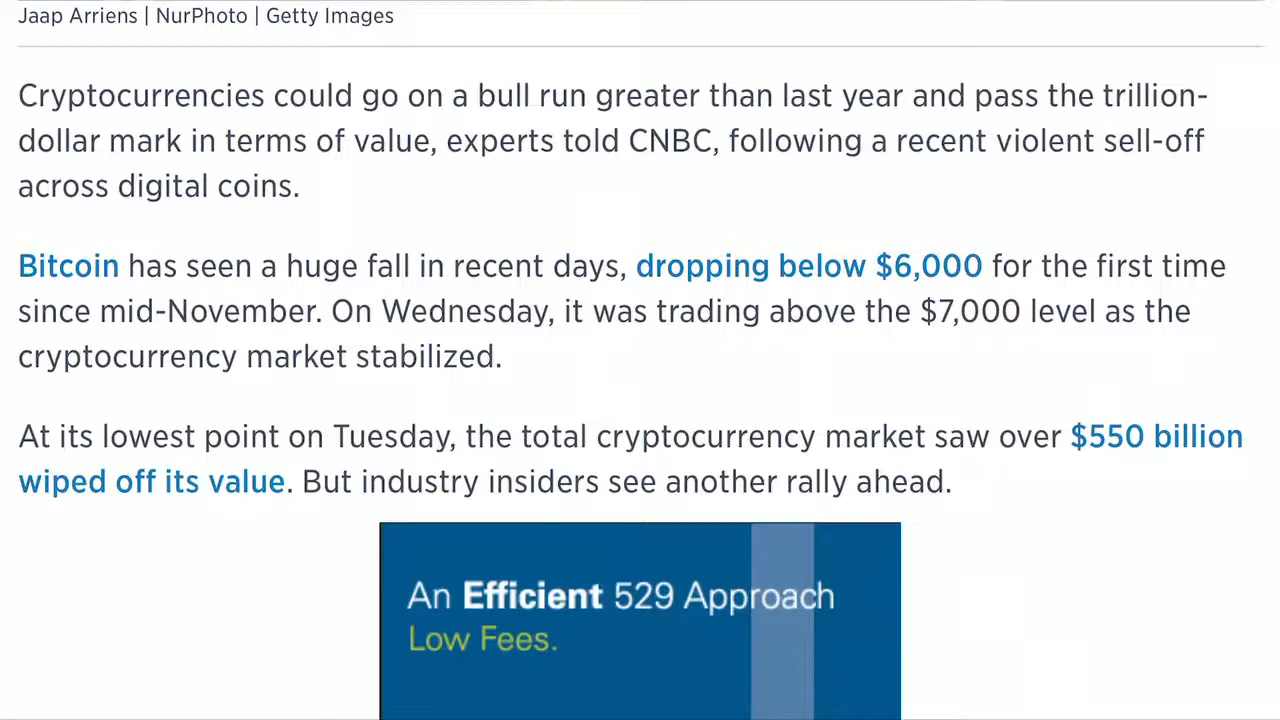 Jaap Arriens | NurPhoto | Getty Images
Cryptocurrencies could go on a bull run greater than last year and pass the trillion-
dollar mark in terms of value, experts told CNBC, following a recent violent sell-off
across digital coins.
Bitcoin has seen a huge fall in recent days, dropping below $6,000 for the first time
since mid-November. On Wednesday, it was trading above the $7,000 level as the
cryptocurrency market stabilized.
At its lowest point on Tuesday, the total cryptocurrency market saw over $550 billion
wiped off its value. But industry insiders see another rally ahead.
An Efficient 529 Approach
Low Fees.